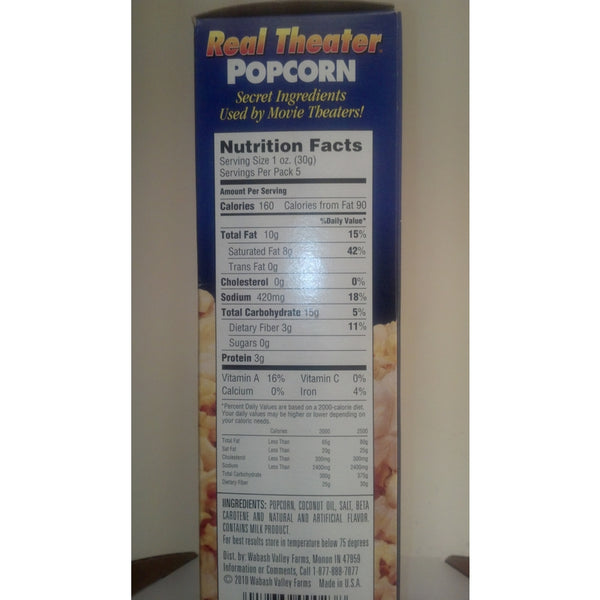 Real Theater
POPCORN
Secret Ingredients
Used by Movie Theaters!
Nutrition Facts
Serving Size 1 oz. (30g)
Servings Per Pack 5
Amount Per Serving
Calories 160 Calories from Fat 90
%Daily Value*
Total Fat 10g 15%
Saturated Fat 8g 42%
Trans Fat 0g
Cholesterol 0g 0%
Sodium 420mg 18%
Total Carbohydrate 15g 5%
Dietary Fiber 3g 11%
Sugars 0g
Protein 3g
Vitamin A 16% Vitamin C 0%
Calcium 0% Iron 4%
*Percent Daily Values are based on a 2000-calorie diet.
Your daily values may be higher or lower depending on
your caloric needs.
Calories 2000 2500
Total Fat Less Than 65g 80g
Sat Fat Less Than 20g 25g
Cholesterol Less Than 300mg 300mg
Sodium Less Than 2400mg 2400mg
Total Carbohydrate 300g 375g
Dietary Fiber 25g 30g
IINGREDIENTS: POPCORN, COCONUT OIL, SALT, BETA
CAROTENE AND NATURAL AND ARTIFICIAL FLAVOR.
CONTAINS MILK PRODUCT.
For best results store in temperature below 75 degrees
Dist. by: Wabash Valley Farms, Monon IN 47959
Information or Comments, Call 1-877-888-7077
© 2010 Wabash Valley Farms Made in U.S.A.